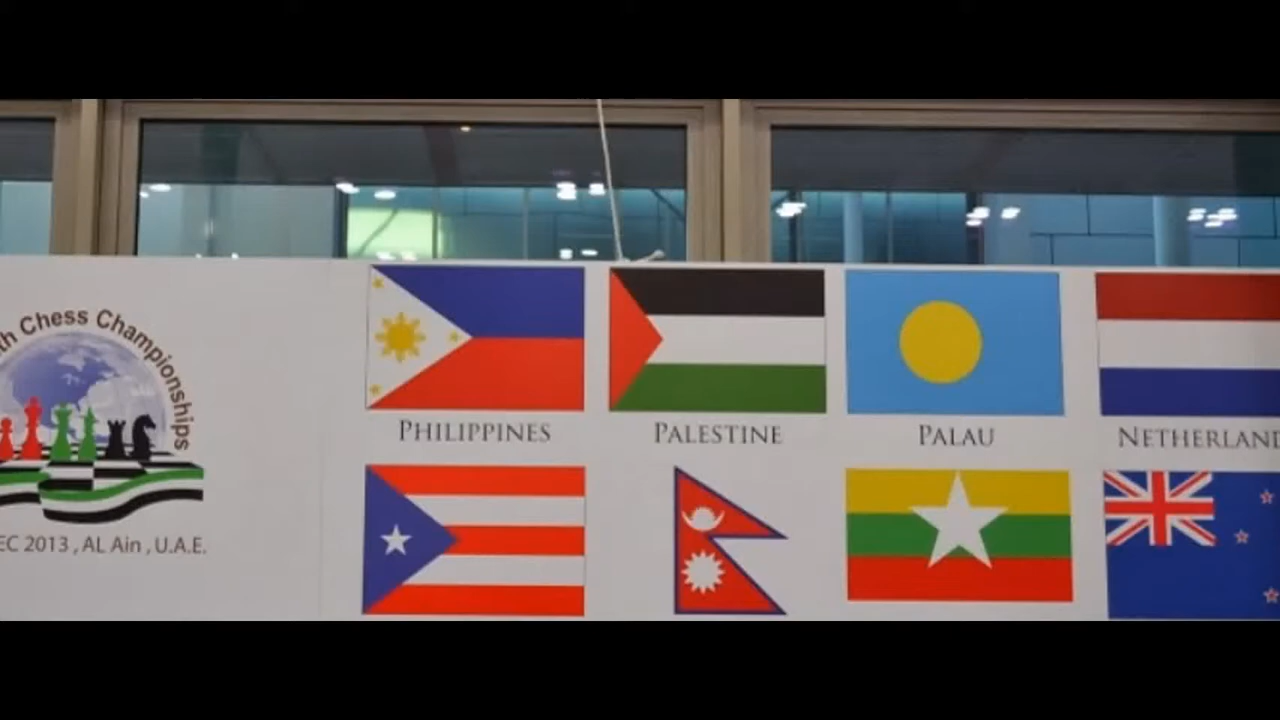 th Chess Championships
EC 2013 , AL Ain , U.A.E.
PHILIPPINES
PALESTINE
PALAU
NETHERLAND